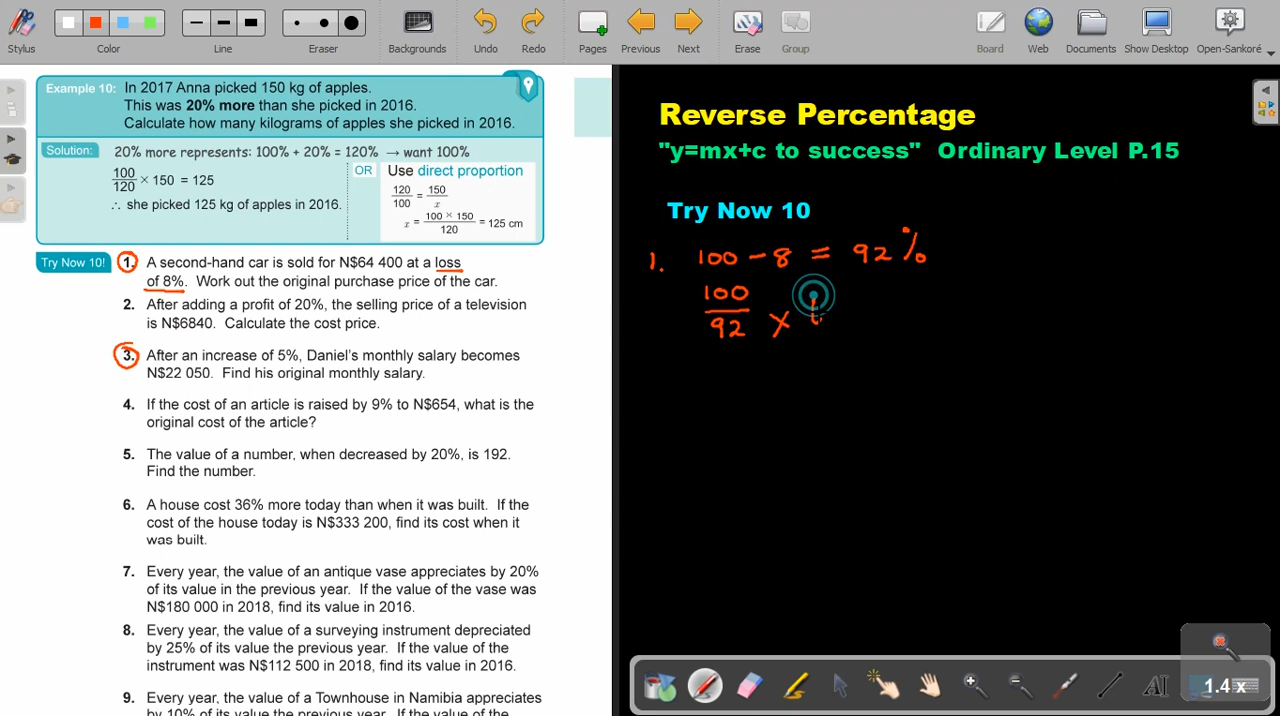 Stylus Color Line Eraser Backgrounds Undo Redo Pages Previous Next Erase Group Board Web Documents Show Desktop Open-Sankoré
Example 10: In 2017 Anna picked 150 kg of apples.
This was 20% more than she picked in 2016.
Calculate how many kilograms of apples she picked in 2016.
Solution: 20% more represents: 100% + 20% = 120% → want 100%
100/120 × 150 = 125
∴ she picked 125 kg of apples in 2016.
OR Use direct proportion
120/100 = 150/x
x = 100 × 150/120 = 125 cm
Try Now 10! 1. A second-hand car is sold for N$64 400 at a loss
of 8%. Work out the original purchase price of the car.
2. After adding a profit of 20%, the selling price of a television
is N$6840. Calculate the cost price.
3. After an increase of 5%, Daniel's monthly salary becomes
N$22 050. Find his original monthly salary.
4. If the cost of an article is raised by 9% to N$654, what is the
original cost of the article?
5. The value of a number, when decreased by 20%, is 192.
Find the number.
6. A house cost 36% more today than when it was built. If the
cost of the house today is N$333 200, find its cost when it
was built.
7. Every year, the value of an antique vase appreciates by 20%
of its value in the previous year. If the value of the vase was
N$180 000 in 2018, find its value in 2016.
8. Every year, the value of a surveying instrument depreciated
by 25% of its value the previous year. If the value of the
instrument was N$112 500 in 2018, find its value in 2016.
9. Every year, the value of a Townhouse in Namibia appreciates
by 10% of its value the previous year. If the value of the
Reverse Percentage
"y=mx+c to success" Ordinary Level P.15
Try Now 10
1. 100 - 8 = 92%
100/92 ×
1.4 x